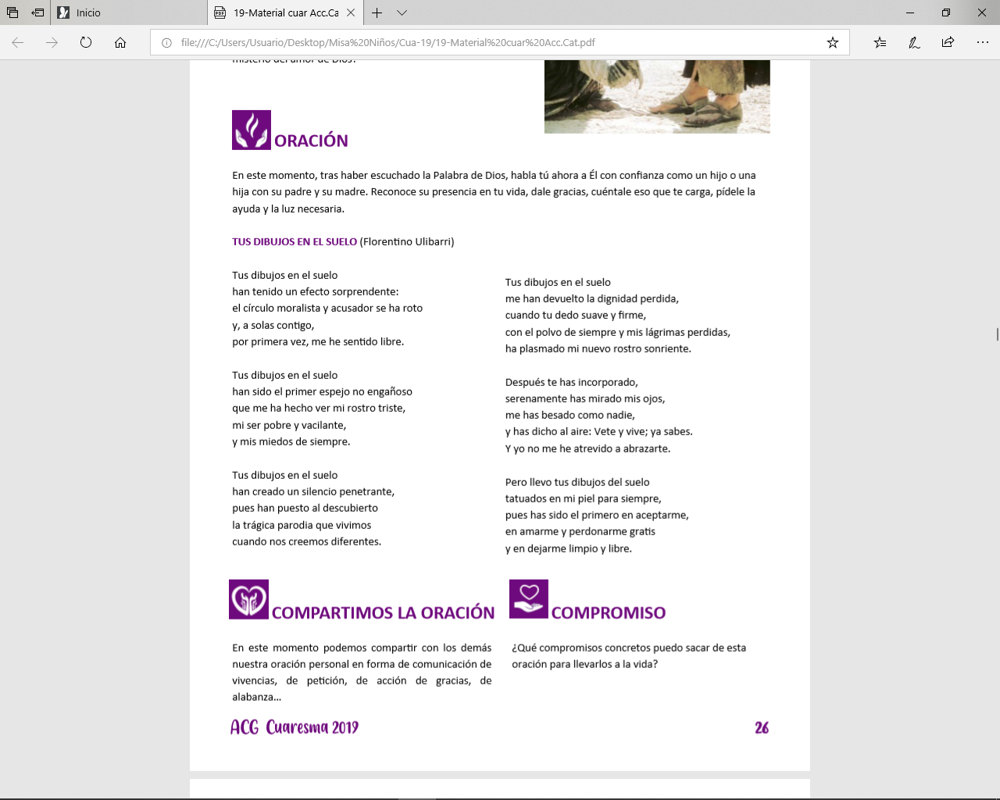 Inicio
19-Material cuar Acc.Ca
file:///C:/Users/Usuario/Desktop/Misa%20Niños/Cua-19/19-Material%20cuar%20Acc.Cat.pdf
misterio del amor de Dios?
ORACIÓN
En este momento, tras haber escuchado la Palabra de Dios, habla tú ahora a Él con confianza como un hijo o una
hija con su padre y su madre. Reconoce su presencia en tu vida, dale gracias, cuéntale eso que te carga, pídele la
ayuda y la luz necesaria.
TUS DIBUJOS EN EL SUELO (Florentino Ulibarri)
Tus dibujos en el suelo
han tenido un efecto sorprendente:
el círculo moralista y acusador se ha roto
y, a solas contigo,
por primera vez, me he sentido libre.
Tus dibujos en el suelo
han sido el primer espejo no engañoso
que me ha hecho ver mi rostro triste,
mi ser pobre y vacilante,
y mis miedos de siempre.
Tus dibujos en el suelo
han creado un silencio penetrante,
pues han puesto al descubierto
la trágica parodia que vivimos
cuando nos creemos diferentes.
Tus dibujos en el suelo
me han devuelto la dignidad perdida,
cuando tu dedo suave y firme,
con el polvo de siempre y mis lágrimas perdidas,
ha plasmado mi nuevo rostro sonriente.
Después te has incorporado,
serenamente has mirado mis ojos,
me has besado como nadie,
y has dicho al aire: Vete y vive; ya sabes.
Y yo no me he atrevido a abrazarte.
Pero llevo tus dibujos del suelo
tatuados en mi piel para siempre,
pues has sido el primero en aceptarme,
en amarme y perdonarme gratis
y en dejarme limpio y libre.
COMPARTIMOS LA ORACIÓN
En este momento podemos compartir con los demás
nuestra oración personal en forma de comunicación de
vivencias, de petición, de acción de gracias, de
alabanza...
COMPROMISO
¿Qué compromisos concretos puedo sacar de esta
oración para llevarlos a la vida?
ACG Cuaresma 2019
26